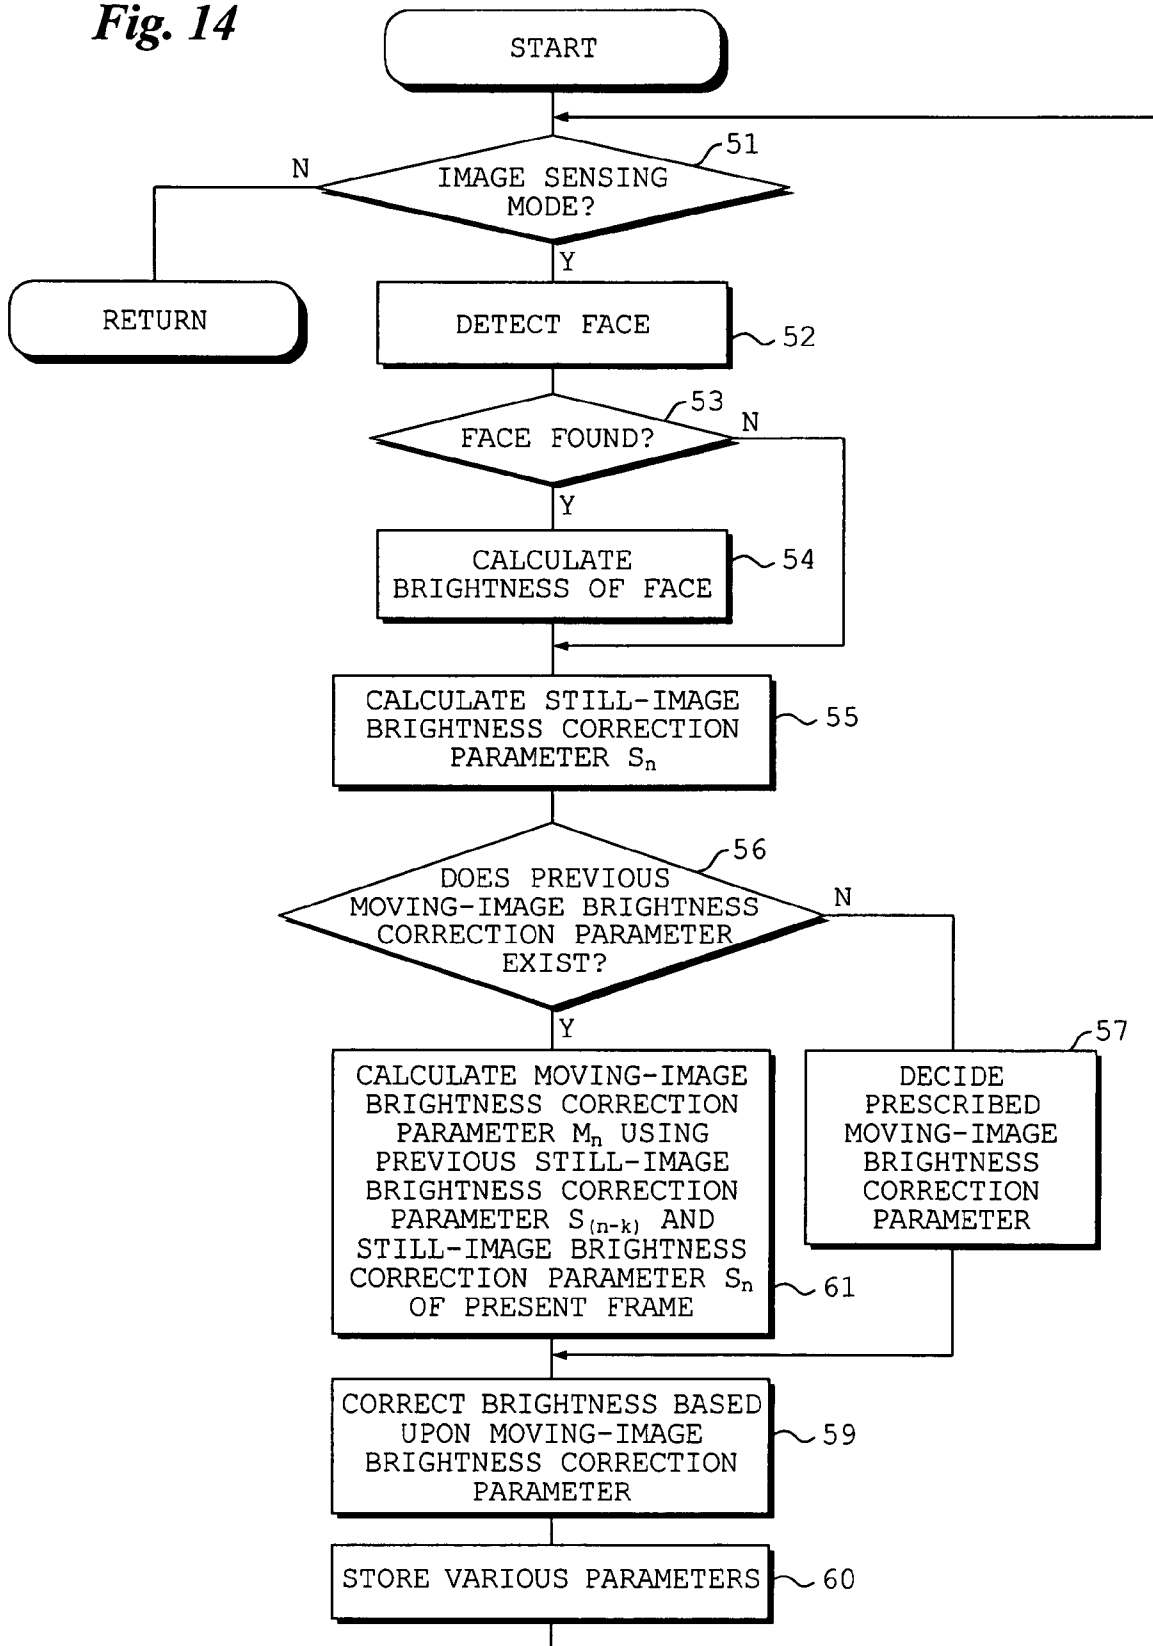 Fig. 14
START
51
IMAGE SENSING
MODE?
N
Y
RETURN
DETECT FACE
52
53
FACE FOUND?
N
Y
CALCULATE
BRIGHTNESS OF FACE
54
CALCULATE STILL-IMAGE
BRIGHTNESS CORRECTION
PARAMETER Sn
55
56
DOES PREVIOUS
MOVING-IMAGE BRIGHTNESS
CORRECTION PARAMETER
EXIST?
N
Y
57
CALCULATE MOVING-IMAGE
BRIGHTNESS CORRECTION
PARAMETER Mn USING
PREVIOUS STILL-IMAGE
BRIGHTNESS CORRECTION
PARAMETER S(n-k) AND
STILL-IMAGE BRIGHTNESS
CORRECTION PARAMETER Sn
OF PRESENT FRAME
61
DECIDE
PRESCRIBED
MOVING-IMAGE
BRIGHTNESS
CORRECTION
PARAMETER
CORRECT BRIGHTNESS BASED
UPON MOVING-IMAGE
BRIGHTNESS CORRECTION
PARAMETER
59
STORE VARIOUS PARAMETERS
60